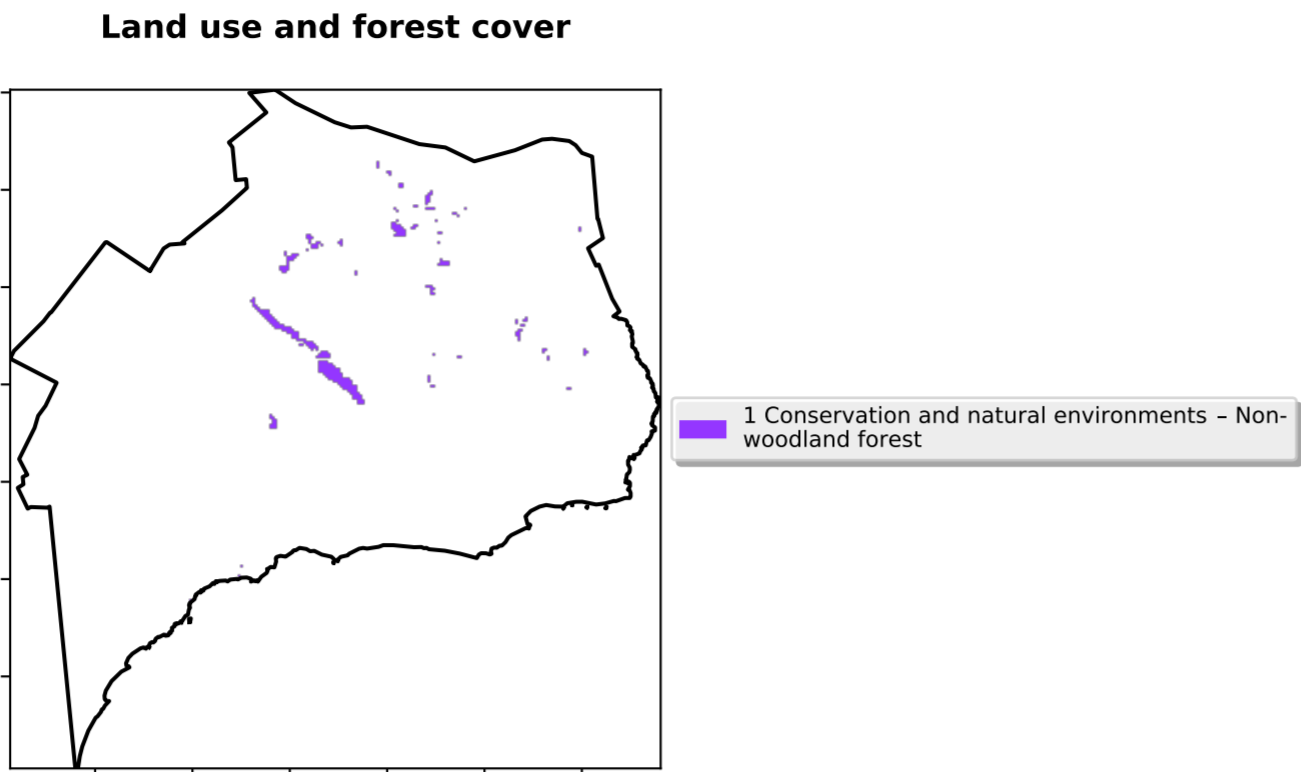 Land use and forest cover
1 Conservation and natural environments – Non-
woodland forest